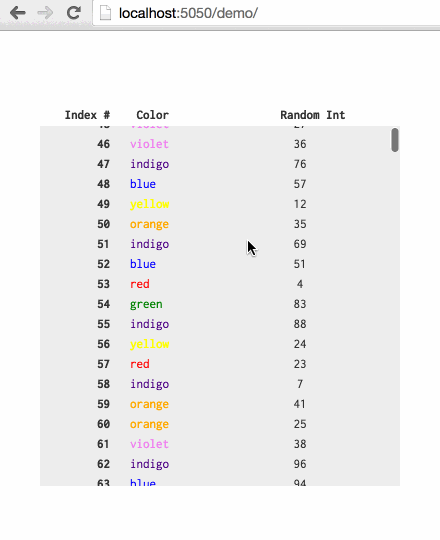 localhost:5050/demo/
Index # Color Random Int
46 violet 36
47 indigo 76
48 blue 57
49 yellow 12
50 orange 35
51 indigo 69
52 blue 51
53 red 4
54 green 83
55 indigo 88
56 yellow 24
57 red 23
58 indigo 7
59 orange 41
60 orange 25
61 violet 38
62 indigo 96
63 blue 94